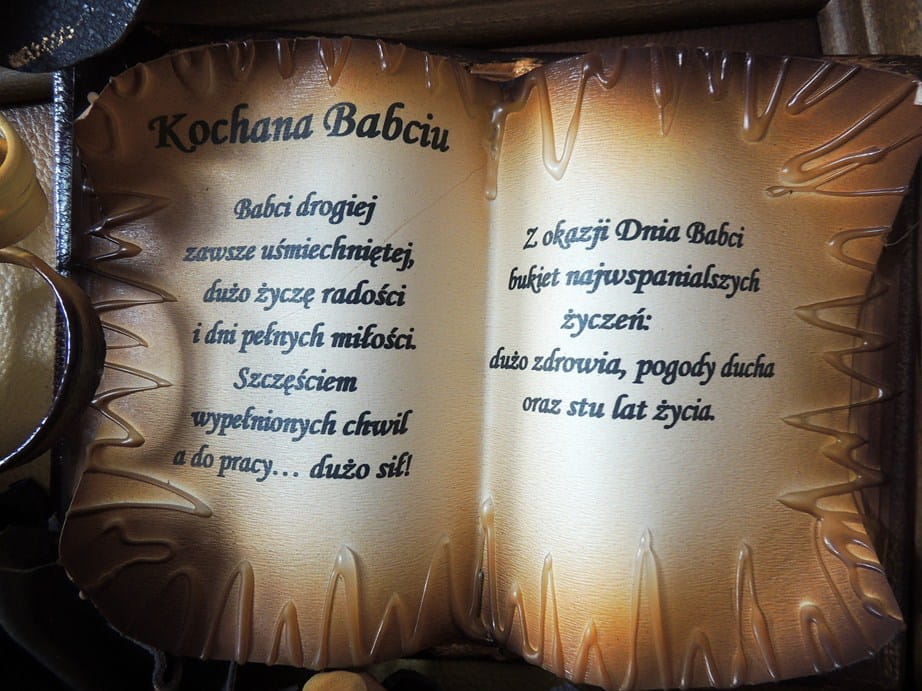 Kochana Babciu
Babci drogiej
zawsze uśmiechniętej,
dużo życzę radości
i dni pełnych miłości.
Szczęściem
wypełnionych chwil
a do pracy... dużo sił!
Z okazji Dnia Babci
bukiet najwspanialszych
życzeń:
dużo zdrowia, pogody ducha
oraz stu lat życia.